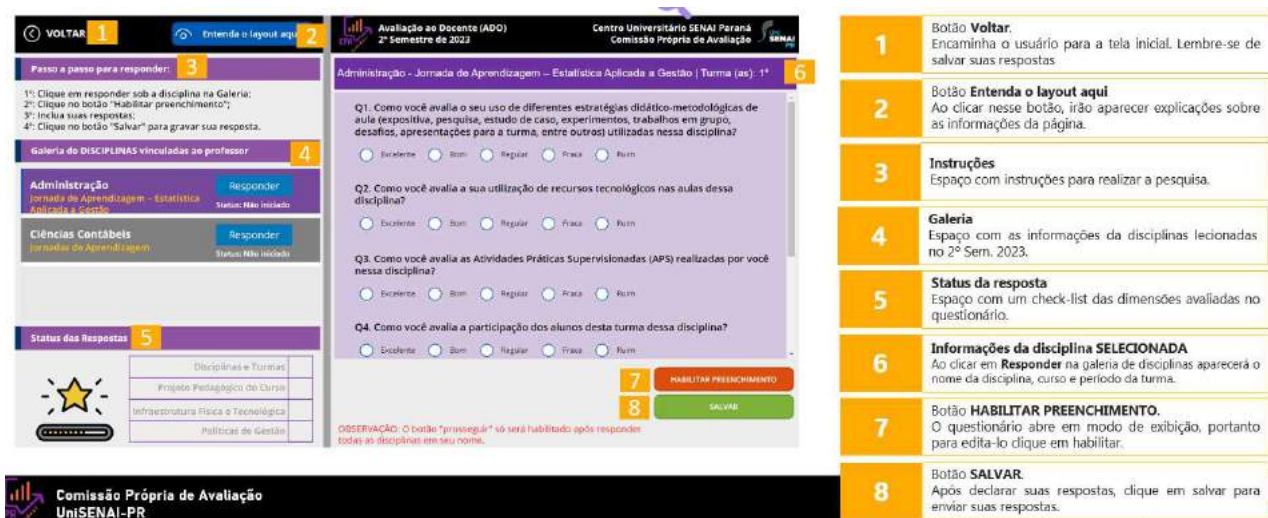 VOLTAR 1
Entenda o layout aqui 2
Avaliação ao Docente (ADO)
2° Semestre de 2023
Centro Universitário SENAI Paraná
Comissão Própria de Avaliação
SENAI
Passo a passo para responder: 3
1º: Clique em responder sob a disciplina na Galeria;
2º: Clique no botão "Habilitar preenchimento";
3º: Inclua suas respostas;
4º: Clique no botão "Salvar" para gravar sua resposta.
Galeria de DISCIPLINAS vinculadas ao professor 4
Administração
Jornada de Aprendizagem – Estatística
Aplicada a Gestão
Responder
Status: Não iniciado
Ciências Contábeis
Jornadas de Aprendizagem
Responder
Status: Não iniciado
Status das Respostas 5
Disciplinas e Turmas
Projeto Pedagógico do Curso
Infraestrutura Física e Tecnológica
Políticas de Gestão
Administração - Jornada de Aprendizagem – Estatística Aplicada a Gestão | Turma (as): 1° 6
Q1. Como você avalia o seu uso de diferentes estratégias didático-metodológicas de
aula (expositiva, pesquisa, estudo de caso, experimentos, trabalhos em grupo,
desafios, apresentações para a turma, entre outros) utilizadas nessa disciplina?
Excelente Bom Regular Fraca Ruim
Q2. Como você avalia a sua utilização de recursos tecnológicos nas aulas dessa
disciplina?
Excelente Bom Regular Fraca Ruim
Q3. Como você avalia as Atividades Práticas Supervisionadas (APS) realizadas por você
nessa disciplina?
Excelente Bom Regular Fraca Ruim
Q4. Como você avalia a participação dos alunos desta turma dessa disciplina?
Excelente Bom Regular Fraca Ruim
7 HABILITAR PREENCHIMENTO
8 SALVAR
OBSERVAÇÃO: O botão "prosseguir" só será habilitado após responder
todas as disciplinas em seu nome.
Comissão Própria de Avaliação
UniSENAI-PR
1
Botão Voltar.
Encaminha o usuário para a tela inicial. Lembre-se de
salvar suas respostas
2
Botão Entenda o layout aqui
Ao clicar nesse botão, irão aparecer explicações sobre
as informações da página.
3
Instruções
Espaço com instruções para realizar a pesquisa.
4
Galeria
Espaço com as informações da disciplinas lecionadas
no 2º Sem. 2023.
5
Status da resposta
Espaço com um check-list das dimensões avaliadas no
questionário.
6
Informações da disciplina SELECIONADA
Ao clicar em Responder na galeria de disciplinas aparecerá o
nome da disciplina, curso e período da turma.
7
Botão HABILITAR PREENCHIMENTO.
O questionário abre em modo de exibição, portanto
para edita-lo clique em habilitar.
8
Botão SALVAR.
Após declarar suas respostas, clique em salvar para
enviar suas respostas.